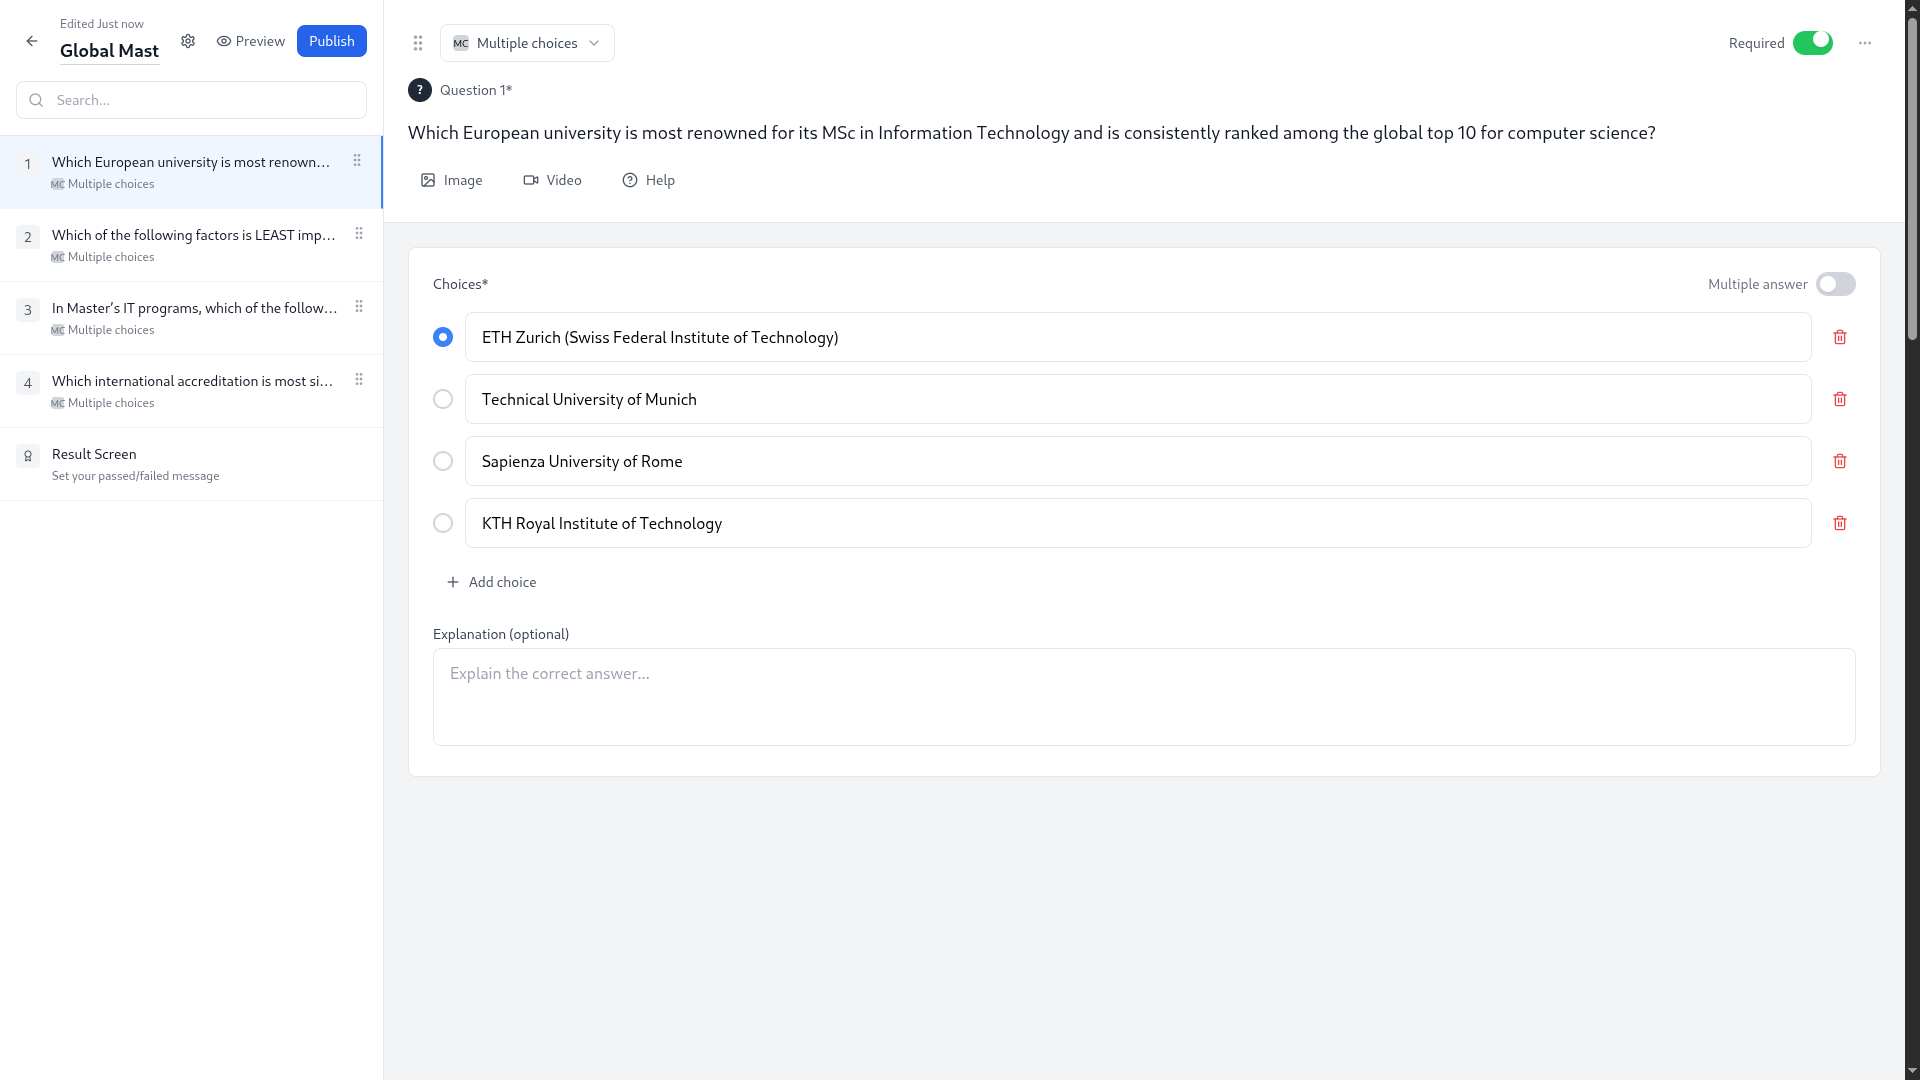 Edited Just now
Global Mast
Preview
Publish
Search...
1
Which European university is most renown...
MC Multiple choices
2
Which of the following factors is LEAST imp...
MC Multiple choices
3
In Master's IT programs, which of the follow...
MC Multiple choices
4
Which international accreditation is most si...
MC Multiple choices
Result Screen
Set your passed/failed message
MC Multiple choices
Required
? Question 1*
Which European university is most renowned for its MSc in Information Technology and is consistently ranked among the global top 10 for computer science?
Image
Video
Help
Choices*
Multiple answer
ETH Zurich (Swiss Federal Institute of Technology)
Technical University of Munich
Sapienza University of Rome
KTH Royal Institute of Technology
+ Add choice
Explanation (optional)
Explain the correct answer...